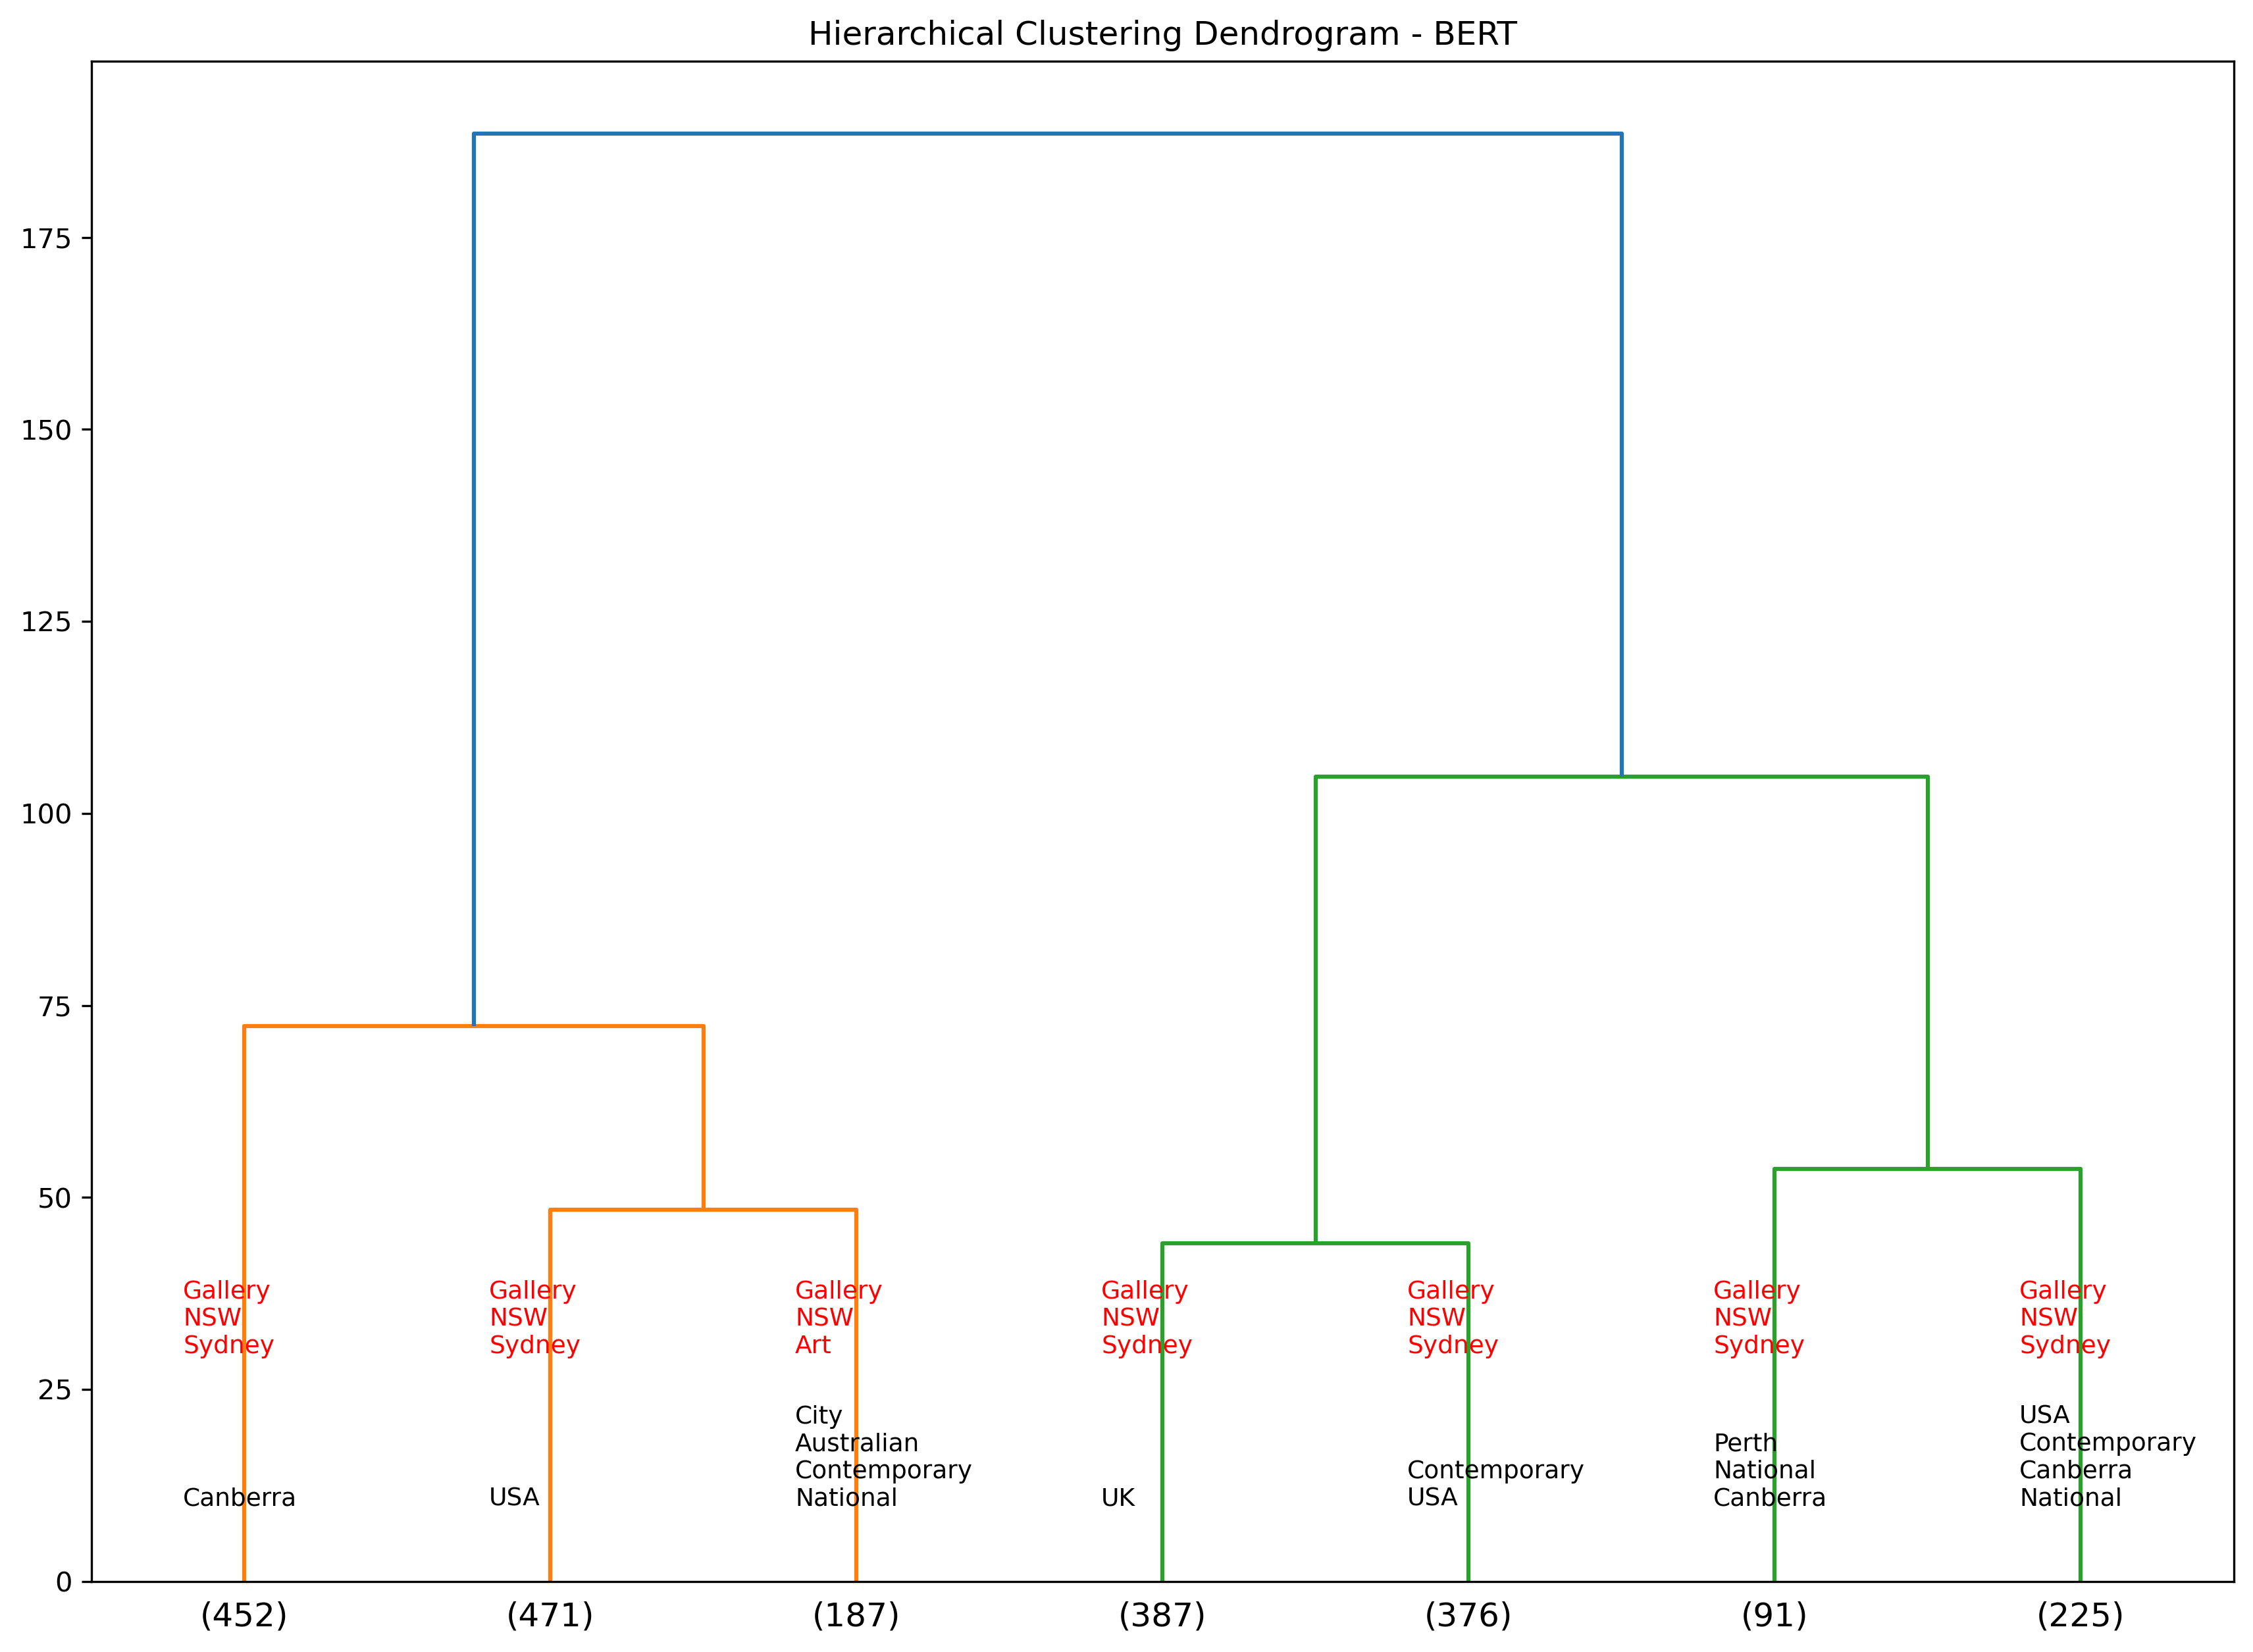 Hierarchical Clustering Dendrogram - BERT
175
150
125
100
75
50
25
0
Gallery
NSW
Sydney
Canberra
(452)
Gallery
NSW
Sydney
USA
(471)
Gallery
NSW
Art
City
Australian
Contemporary
National
(187)
Gallery
NSW
Sydney
UK
(387)
Gallery
NSW
Sydney
Contemporary
USA
(376)
Gallery
NSW
Sydney
Perth
National
Canberra
(91)
Gallery
NSW
Sydney
USA
Contemporary
Canberra
National
(225)